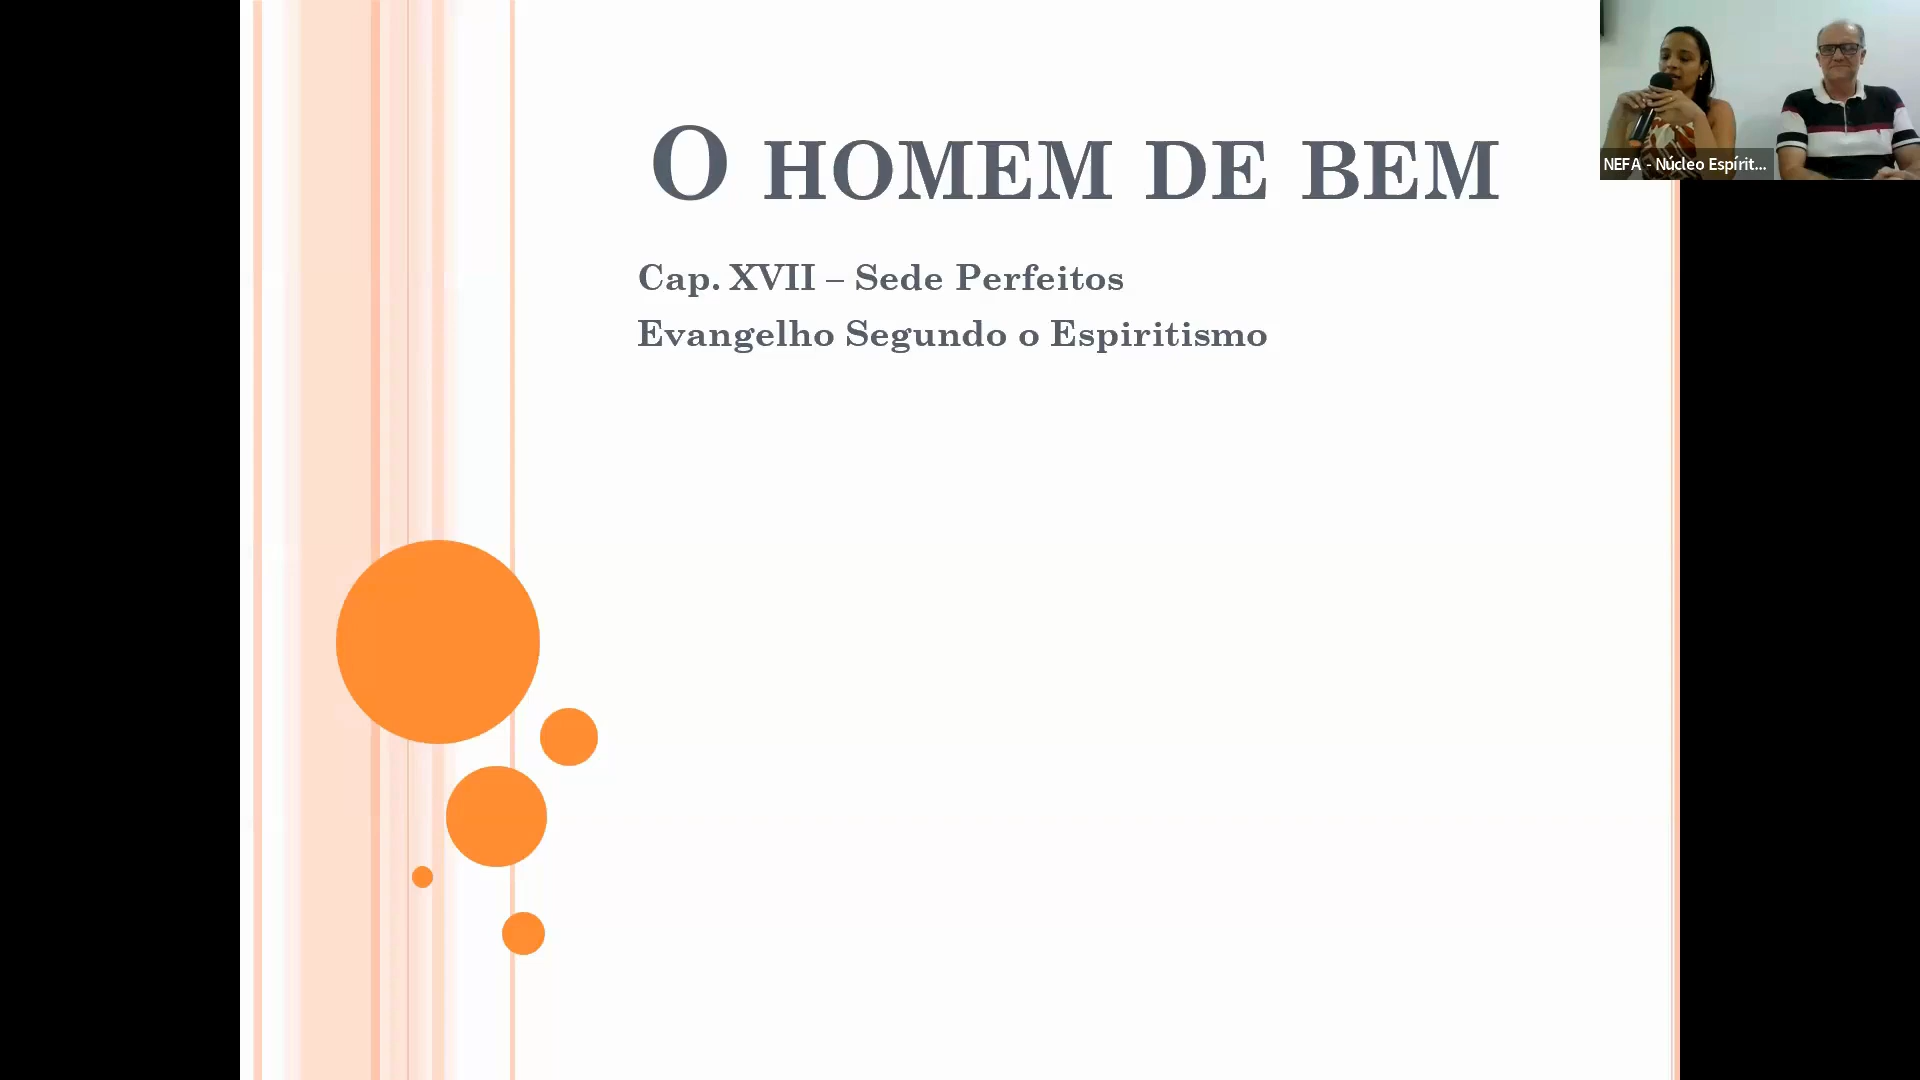 O HOMEM DE BEM
Cap. XVII – Sede Perfeitos
Evangelho Segundo o Espiritismo
NEFA - Núcleo Espírit...